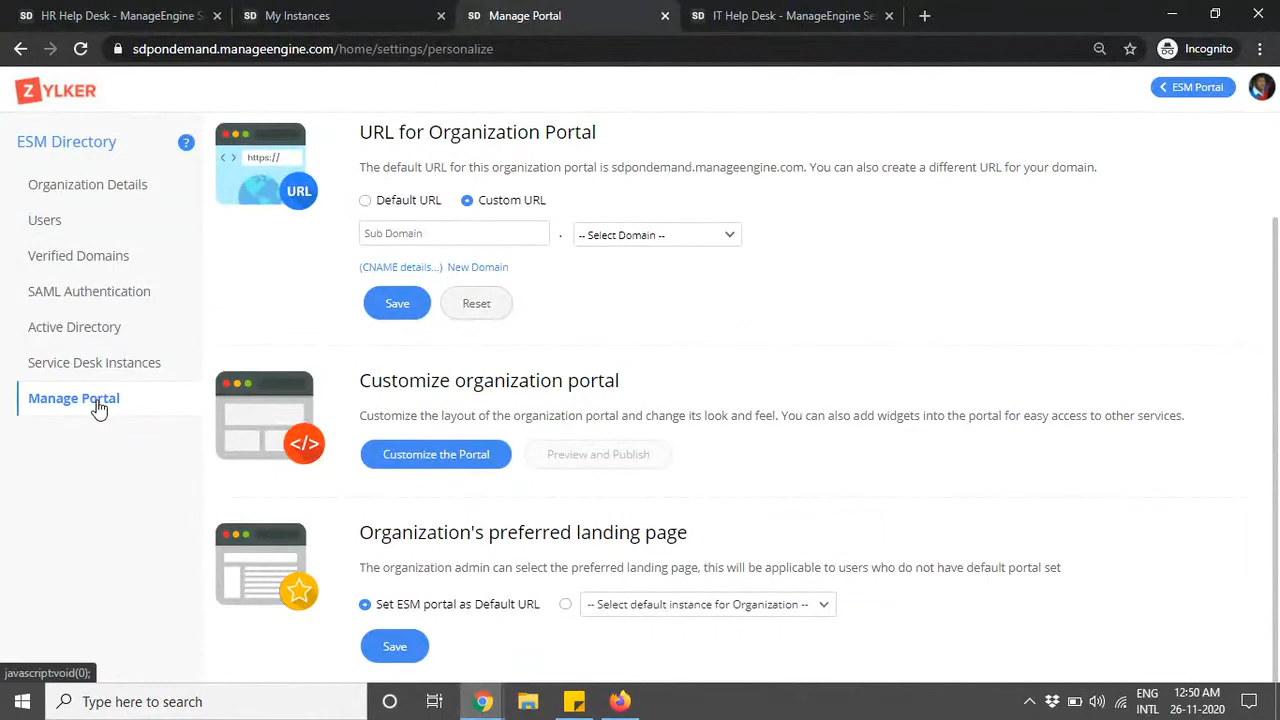 HR Help Desk - ManageEngine S
My Instances
Manage Portal
IT Help Desk - ManageEngine Se
sdpondemand.manageengine.com/home/settings/personalize
Incognito
ZYLKER
ESM Portal
ESM Directory
?
Organization Details
Users
Verified Domains
SAML Authentication
Active Directory
Service Desk Instances
Manage Portal
https://
URL
URL for Organization Portal
The default URL for this organization portal is sdpondemand.manageengine.com. You can also create a different URL for your domain.
Default URL
Custom URL
Sub Domain
.
-- Select Domain --
(CNAME details...) New Domain
Save
Reset
</>
Customize organization portal
Customize the layout of the organization portal and change its look and feel. You can also add widgets into the portal for easy access to other services.
Customize the Portal
Preview and Publish
Organization's preferred landing page
The organization admin can select the preferred landing page, this will be applicable to users who do not have default portal set
Set ESM portal as Default URL
-- Select default instance for Organization --
Save
javascript:void(0);
Type here to search
ENG
INTL
12:50 AM
26-11-2020